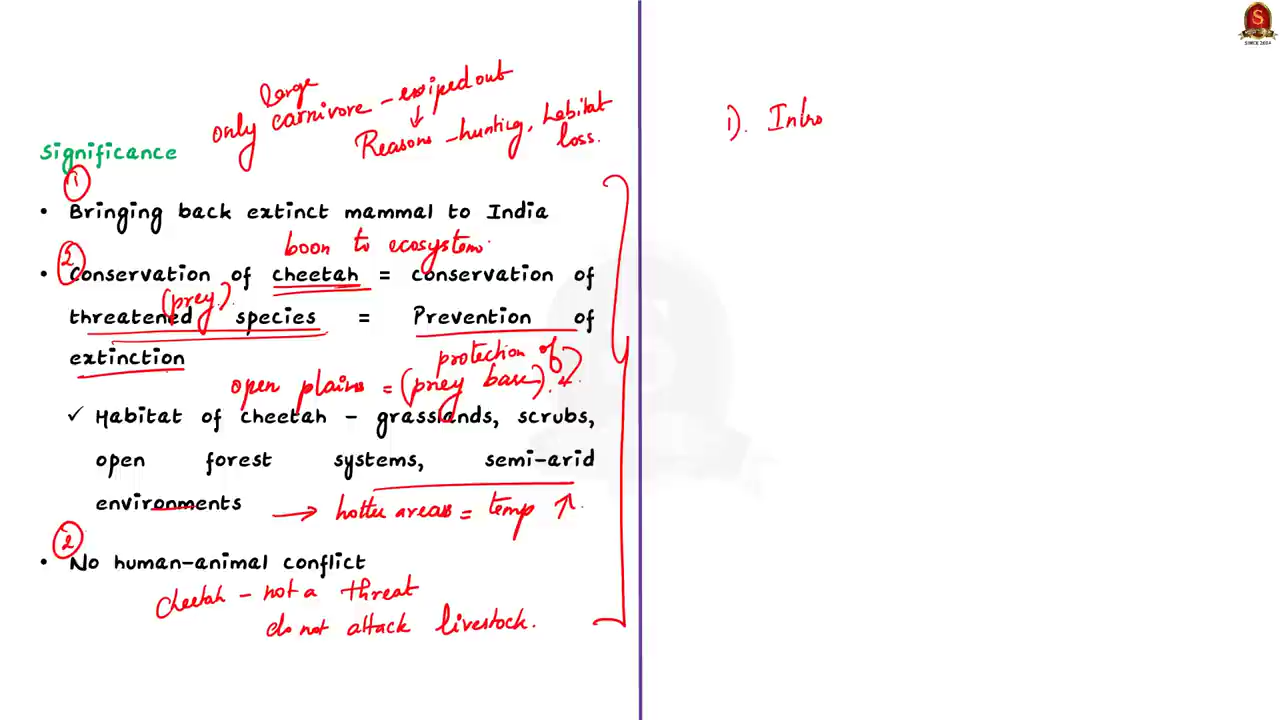 S
SINCE 2004
large
only carnivore - wiped out
Reasons - hunting, habitat
loss.
Significance
1
• Bringing back extinct mammal to India
boon to ecosystem.
2
• Conservation of cheetah = conservation of
(prey)
threatened species = Prevention of
extinction
protection of
open plains = (prey base).
✓ Habitat of cheetah - grasslands, scrubs,
open forest systems, semi-arid
environments → hotter areas = temp ↑.
2
• No human-animal conflict
cheetah - not a threat
do not attack livestock.
1). Intro